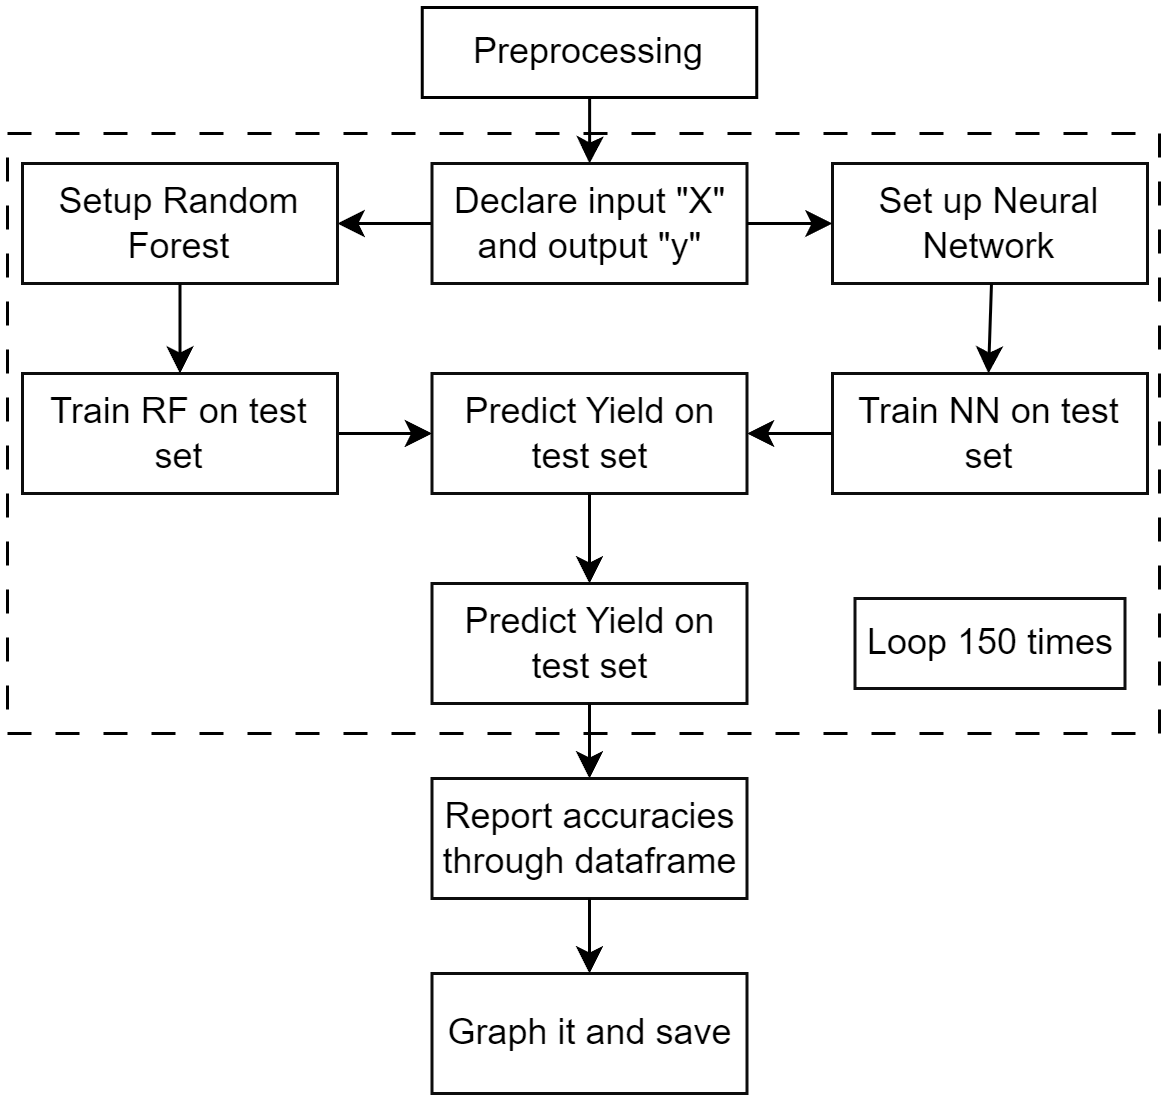 Preprocessing
Setup Random
Forest
Declare input "X"
and output "y"
Set up Neural
Network
Train RF on test
set
Predict Yield on
test set
Train NN on test
set
Predict Yield on
test set
Loop 150 times
Report accuracies
through dataframe
Graph it and save